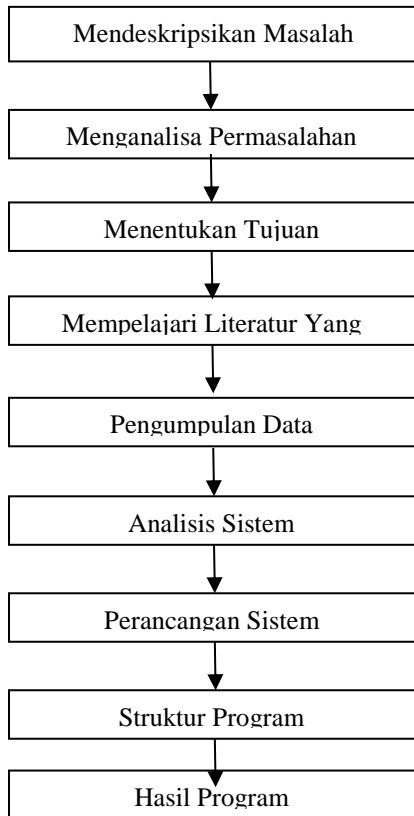 Mendeskripsikan Masalah
Menganalisa Permasalahan
Menentukan Tujuan
Mempelajari Literatur Yang
Pengumpulan Data
Analisis Sistem
Perancangan Sistem
Struktur Program
Hasil Program